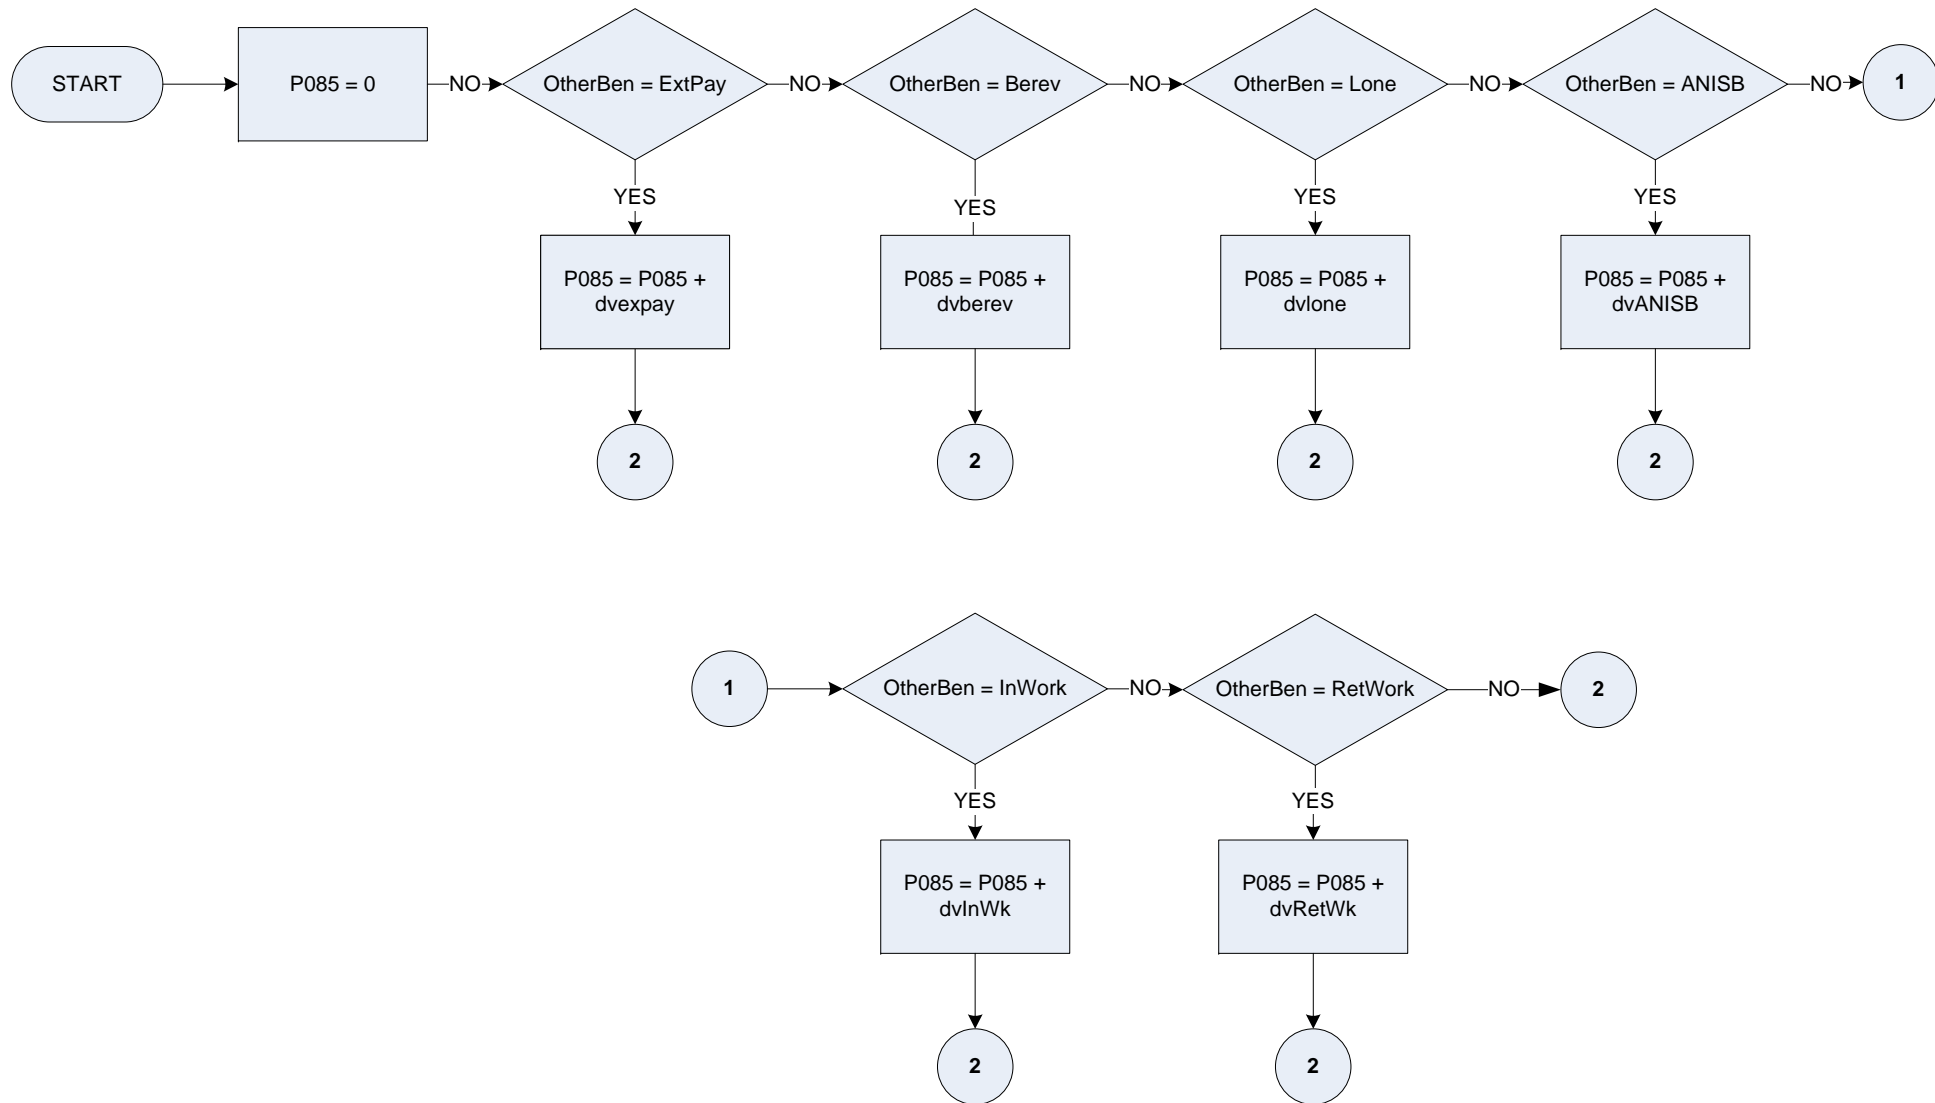 START
P085 = 0
NO
OtherBen = ExtPay
NO
OtherBen = Berev
NO
OtherBen = Lone
NO
OtherBen = ANISB
NO
1
YES
YES
YES
YES
P085 = P085 +
dvexpay
P085 = P085 +
dvberev
P085 = P085 +
dvlone
P085 = P085 +
dvANISB
2
2
2
2
1
OtherBen = InWork
NO
OtherBen = RetWork
NO
2
YES
YES
P085 = P085 +
dvInWk
P085 = P085 +
dvRetWk
2
2